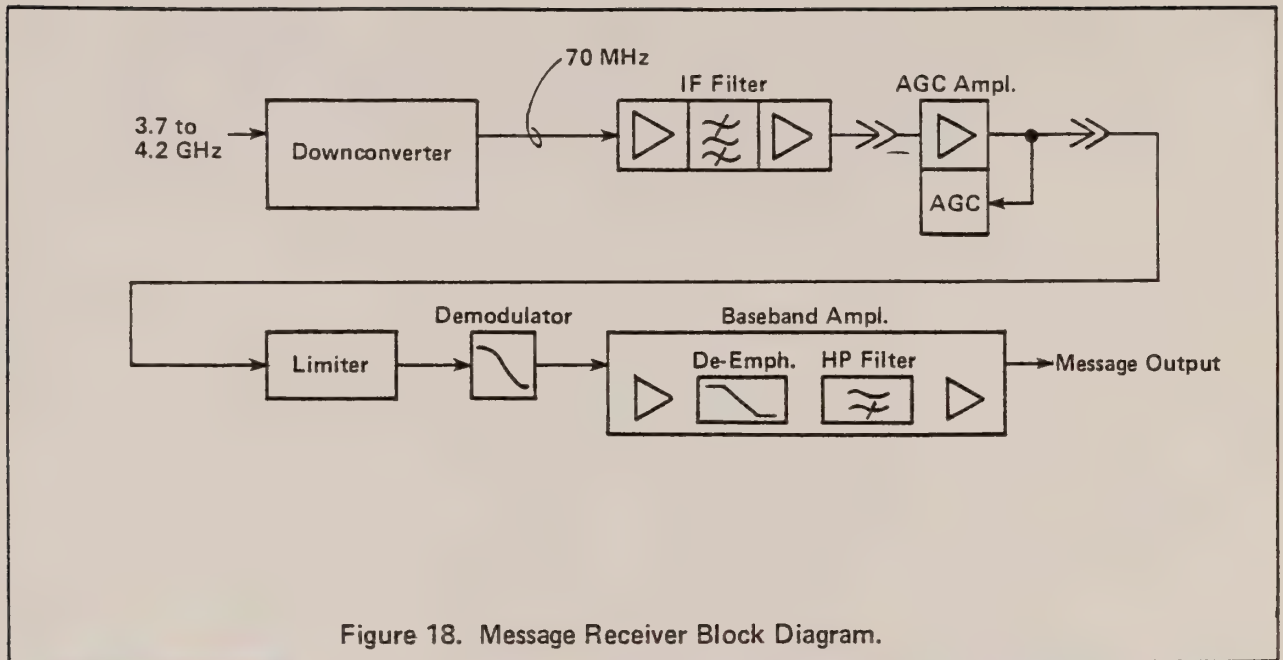 70 MHz
IF Filter
AGC Ampl.
3.7 to
4.2 GHz
Downconverter
AGC
Demodulator
Baseband Ampl.
Limiter
De-Emph.
HP Filter
Message Output
Figure 18. Message Receiver Block Diagram.